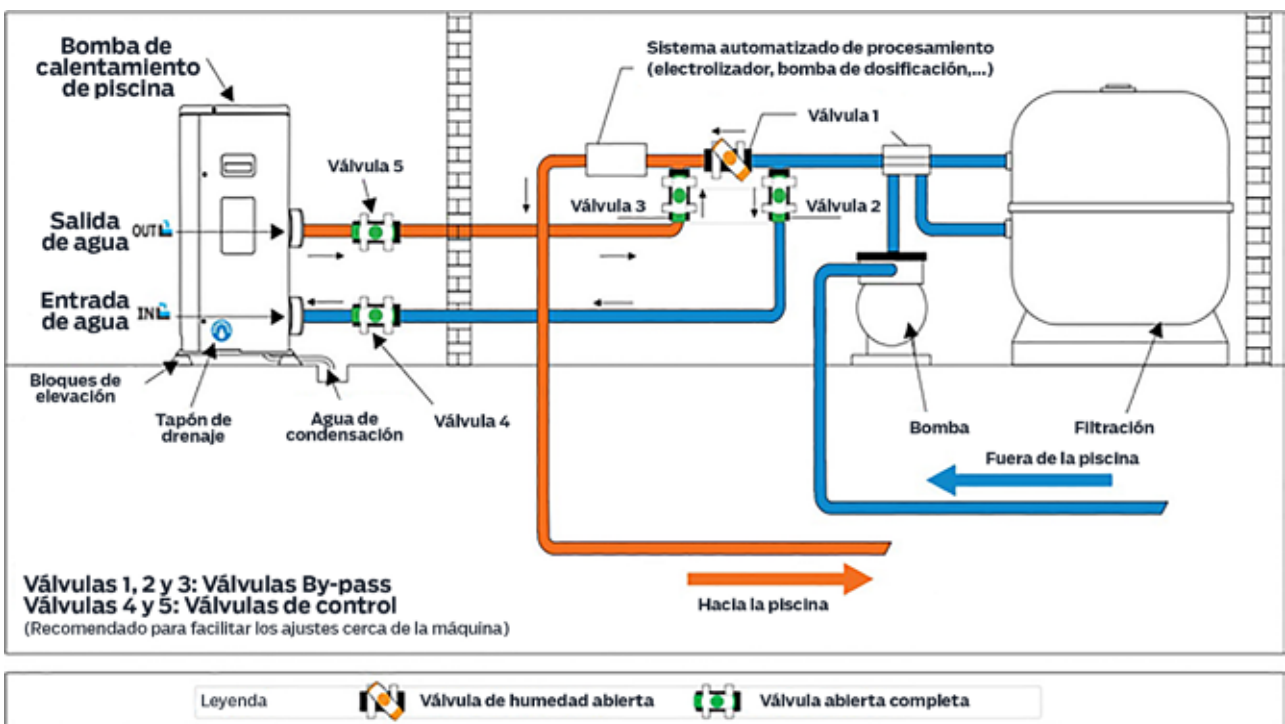 Bomba de
calentamiento
de piscina
Sistema automatizado de procesamiento
(electrolizador, bomba de dosificación,...)
Válvula 1
Válvula 5
Válvula 3
Válvula 2
Salida
de agua
OUT
Entrada
de agua
IN
Bloques de
elevación
Tapón de
drenaje
Agua de
condensación
Válvula 4
Bomba
Filtración
Fuera de la piscina
Hacia la piscina
Válvulas 1, 2 y 3: Válvulas By-pass
Válvulas 4 y 5: Válvulas de control
(Recomendado para facilitar los ajustes cerca de la máquina)
Leyenda
Válvula de humedad abierta
Válvula abierta completa